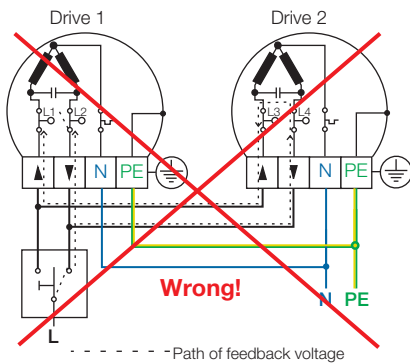 Drive 1 Drive 2
L1 L2 L3 L4
N PE N PE
Wrong!
N PE
L
Path of feedback voltage